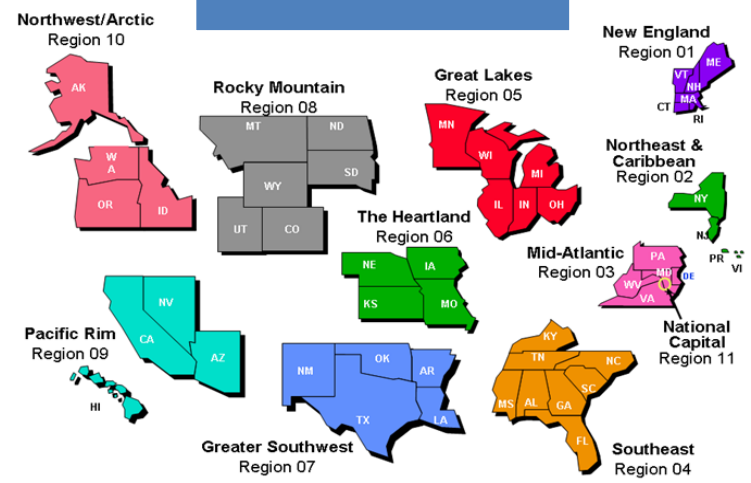 Northwest/Arctic
Region 10
AK
W
A
OR
ID
Rocky Mountain
Region 08
MT
ND
SD
WY
UT
CO
Great Lakes
Region 05
MN
WI
MI
IL
IN
OH
New England
Region 01
ME
VT
NH
MA
CT
RI
Northeast &
Caribbean
Region 02
NY
NJ
PR
VI
The Heartland
Region 06
NE
IA
KS
MO
Mid-Atlantic
Region 03
PA
MD
DE
WV
VA
National
Capital
Region 11
Pacific Rim
Region 09
NV
CA
AZ
HI
Greater Southwest
Region 07
NM
OK
AR
TX
LA
Southeast
Region 04
KY
TN
NC
SC
MS
AL
GA
FL